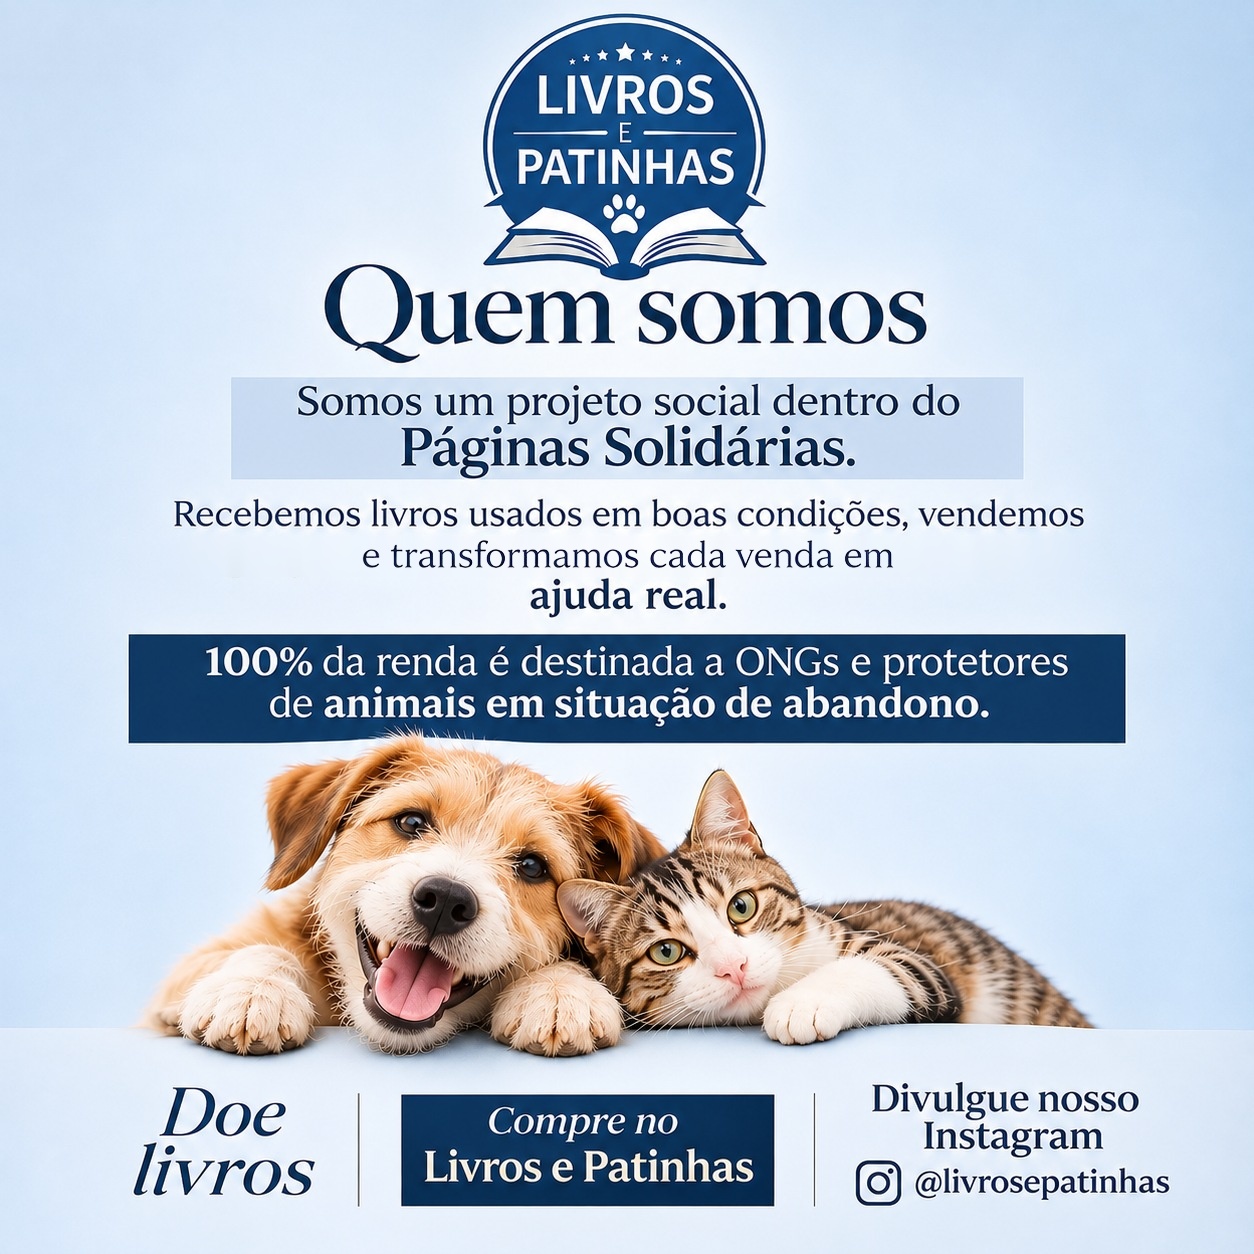 LIVROS
E
PATINHAS
Quem somos
Somos um projeto social dentro do
Páginas Solidárias.
Recebemos livros usados em boas condições, vendemos
e transformamos cada venda em
ajuda real.
100% da renda é destinada a ONGs e protetores
de animais em situação de abandono.
Doe
livros
Compre no
Livros e Patinhas
Divulgue nosso
Instagram
@livrosepatinhas